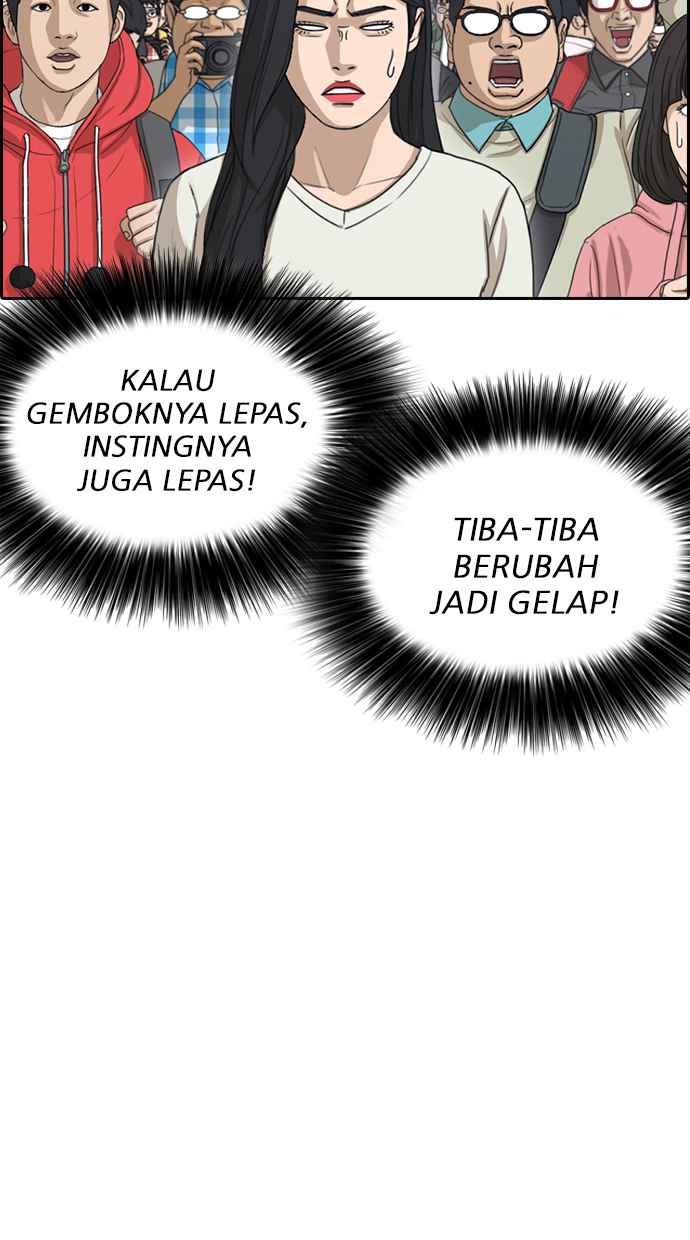 KALAU
GEMBOKNYA LEPAS,
INSTINGNYA
JUGA LEPAS!
TIBA-TIBA
BERUBAH
JADI GELAP!